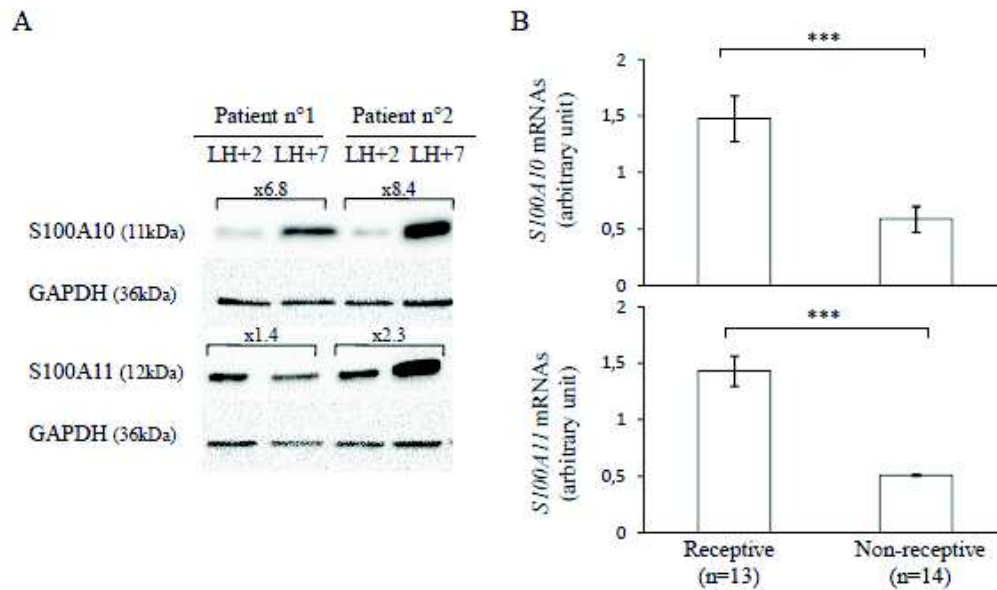 A
Patient n°1 Patient n°2
LH+2 LH+7 LH+2 LH+7
x6.8 x8.4
S100A10 (11kDa)
GAPDH (36kDa)
x1.4 x2.3
S100A11 (12kDa)
GAPDH (36kDa)
B
***
S100A10 mRNAs
(arbitrary unit)
2
1,5
1
0,5
0
***
S100A11 mRNAs
(arbitrary unit)
2
1,5
1
0,5
0
Receptive Non-receptive
(n=13) (n=14)